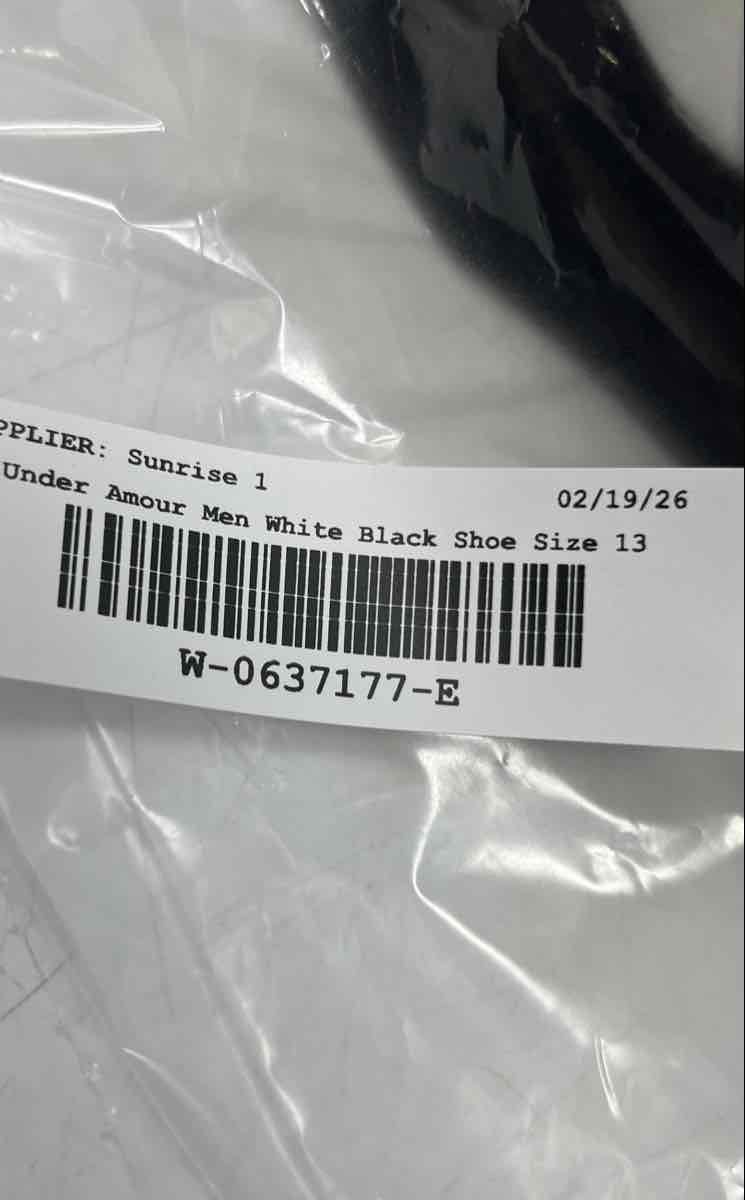 PPLIER: Sunrise 1
02/19/26
Under Amour Men White Black Shoe Size 13
W-0637177-E